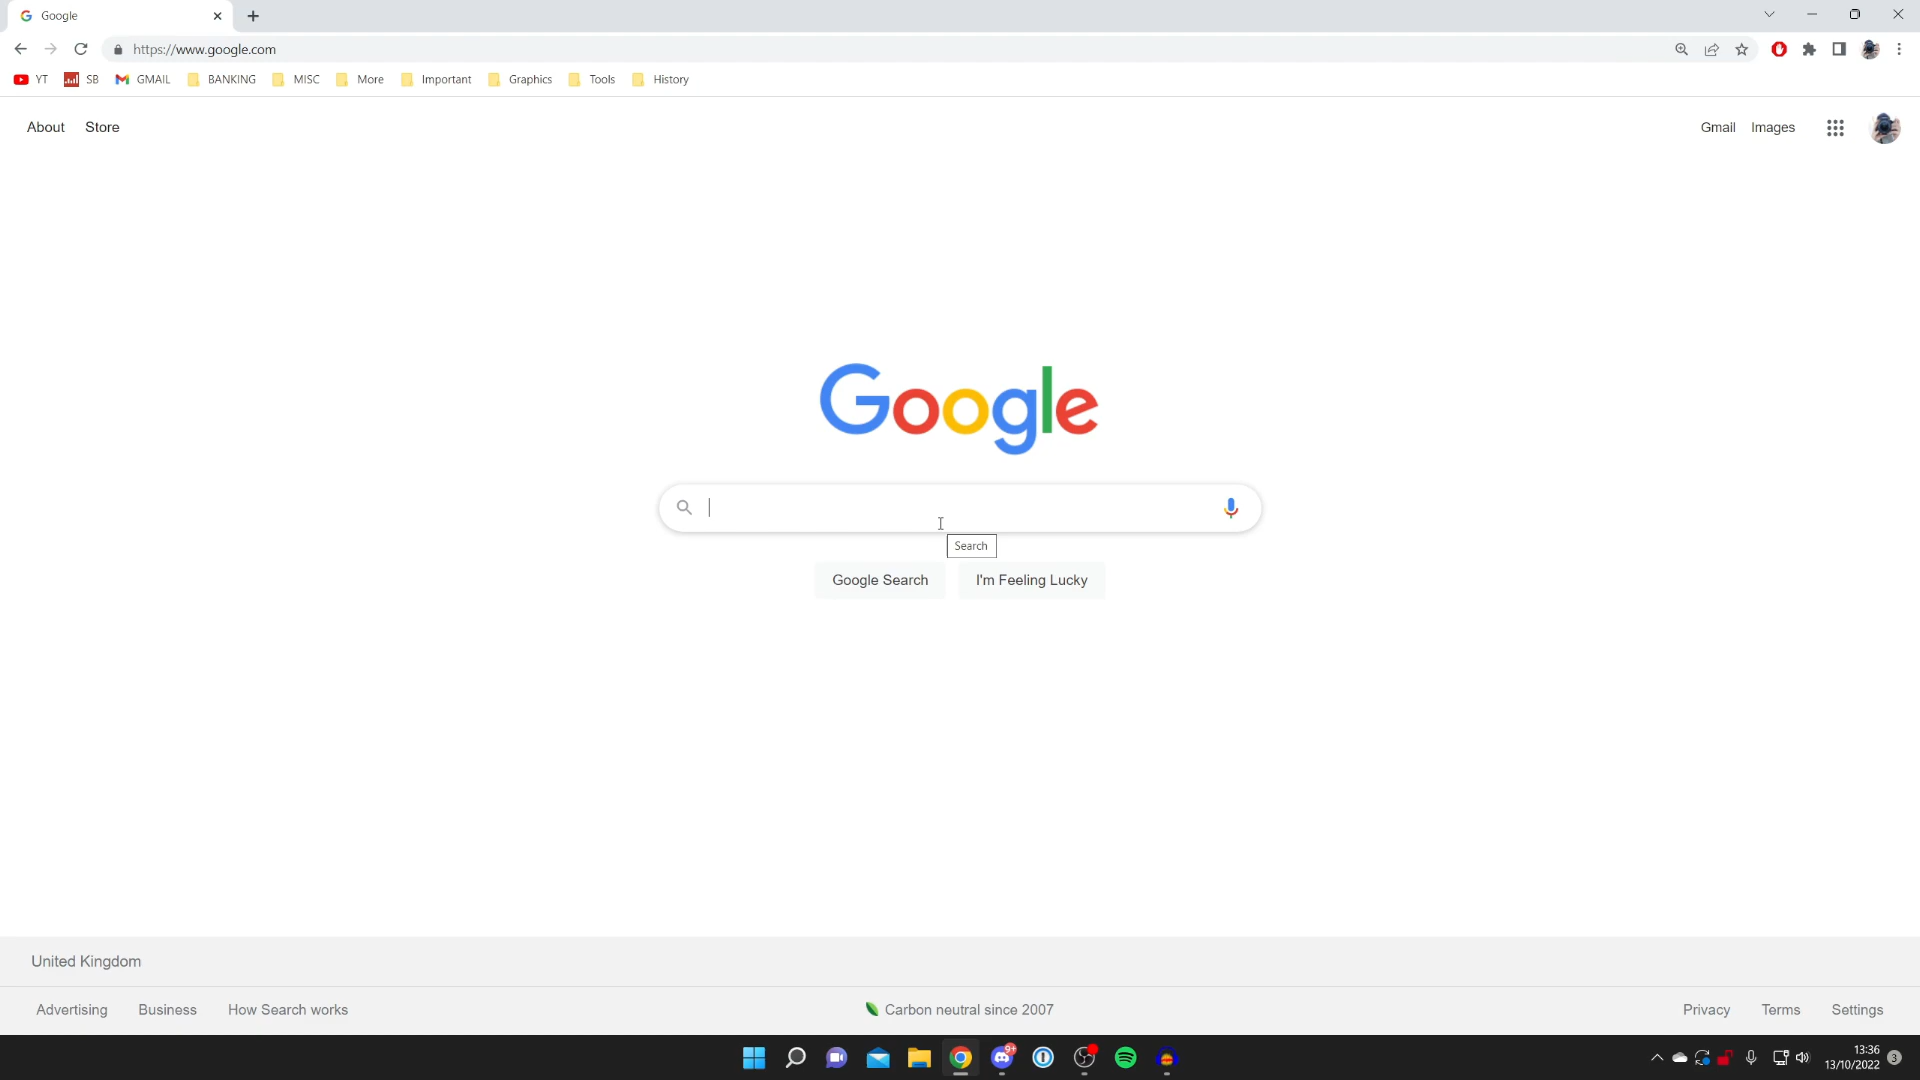 Google
https://www.google.com
YT SB GMAIL BANKING MISC More Important Graphics Tools History
About Store
Gmail Images
Google
Search
Google Search I'm Feeling Lucky
United Kingdom
Advertising Business How Search works
Carbon neutral since 2007
Privacy Terms Settings
9+
13:36
13/10/2022
3